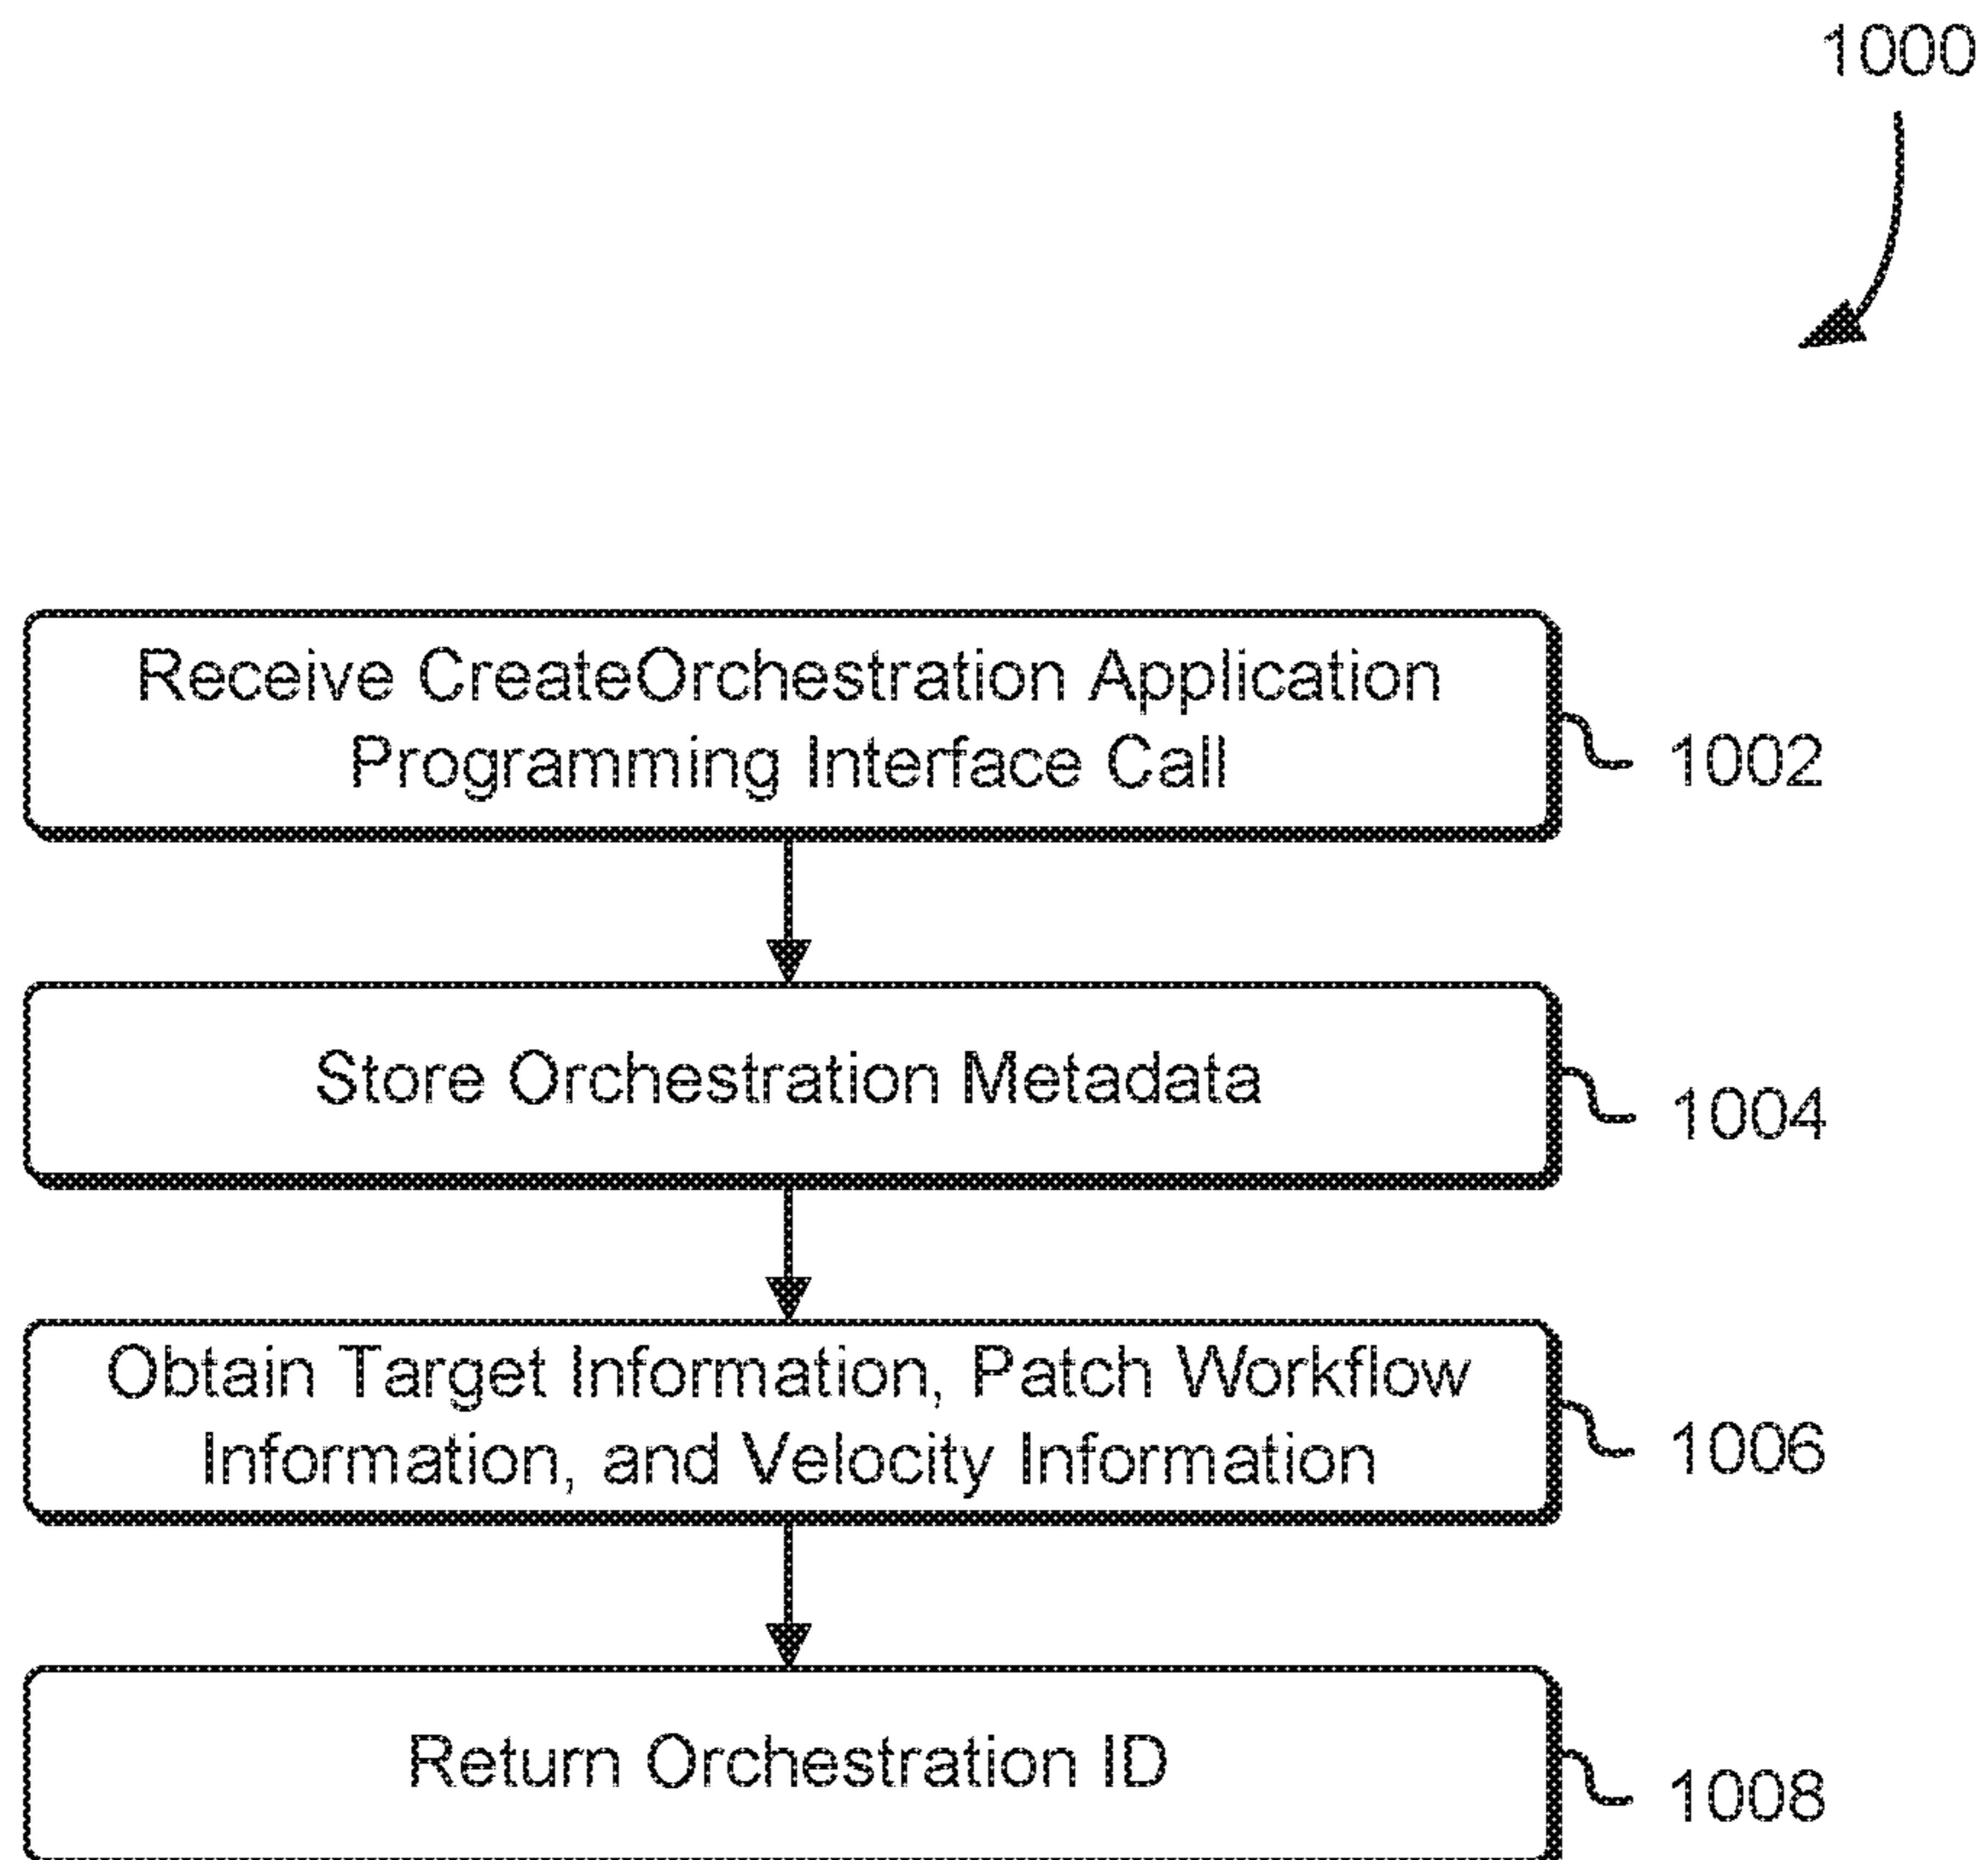 1000
Receive CreateOrchestration Application
Programming Interface Call
1002
Store Orchestration Metadata
1004
Obtain Target Information, Patch Workflow
Information, and Velocity Information
1006
Return Orchestration ID
1008